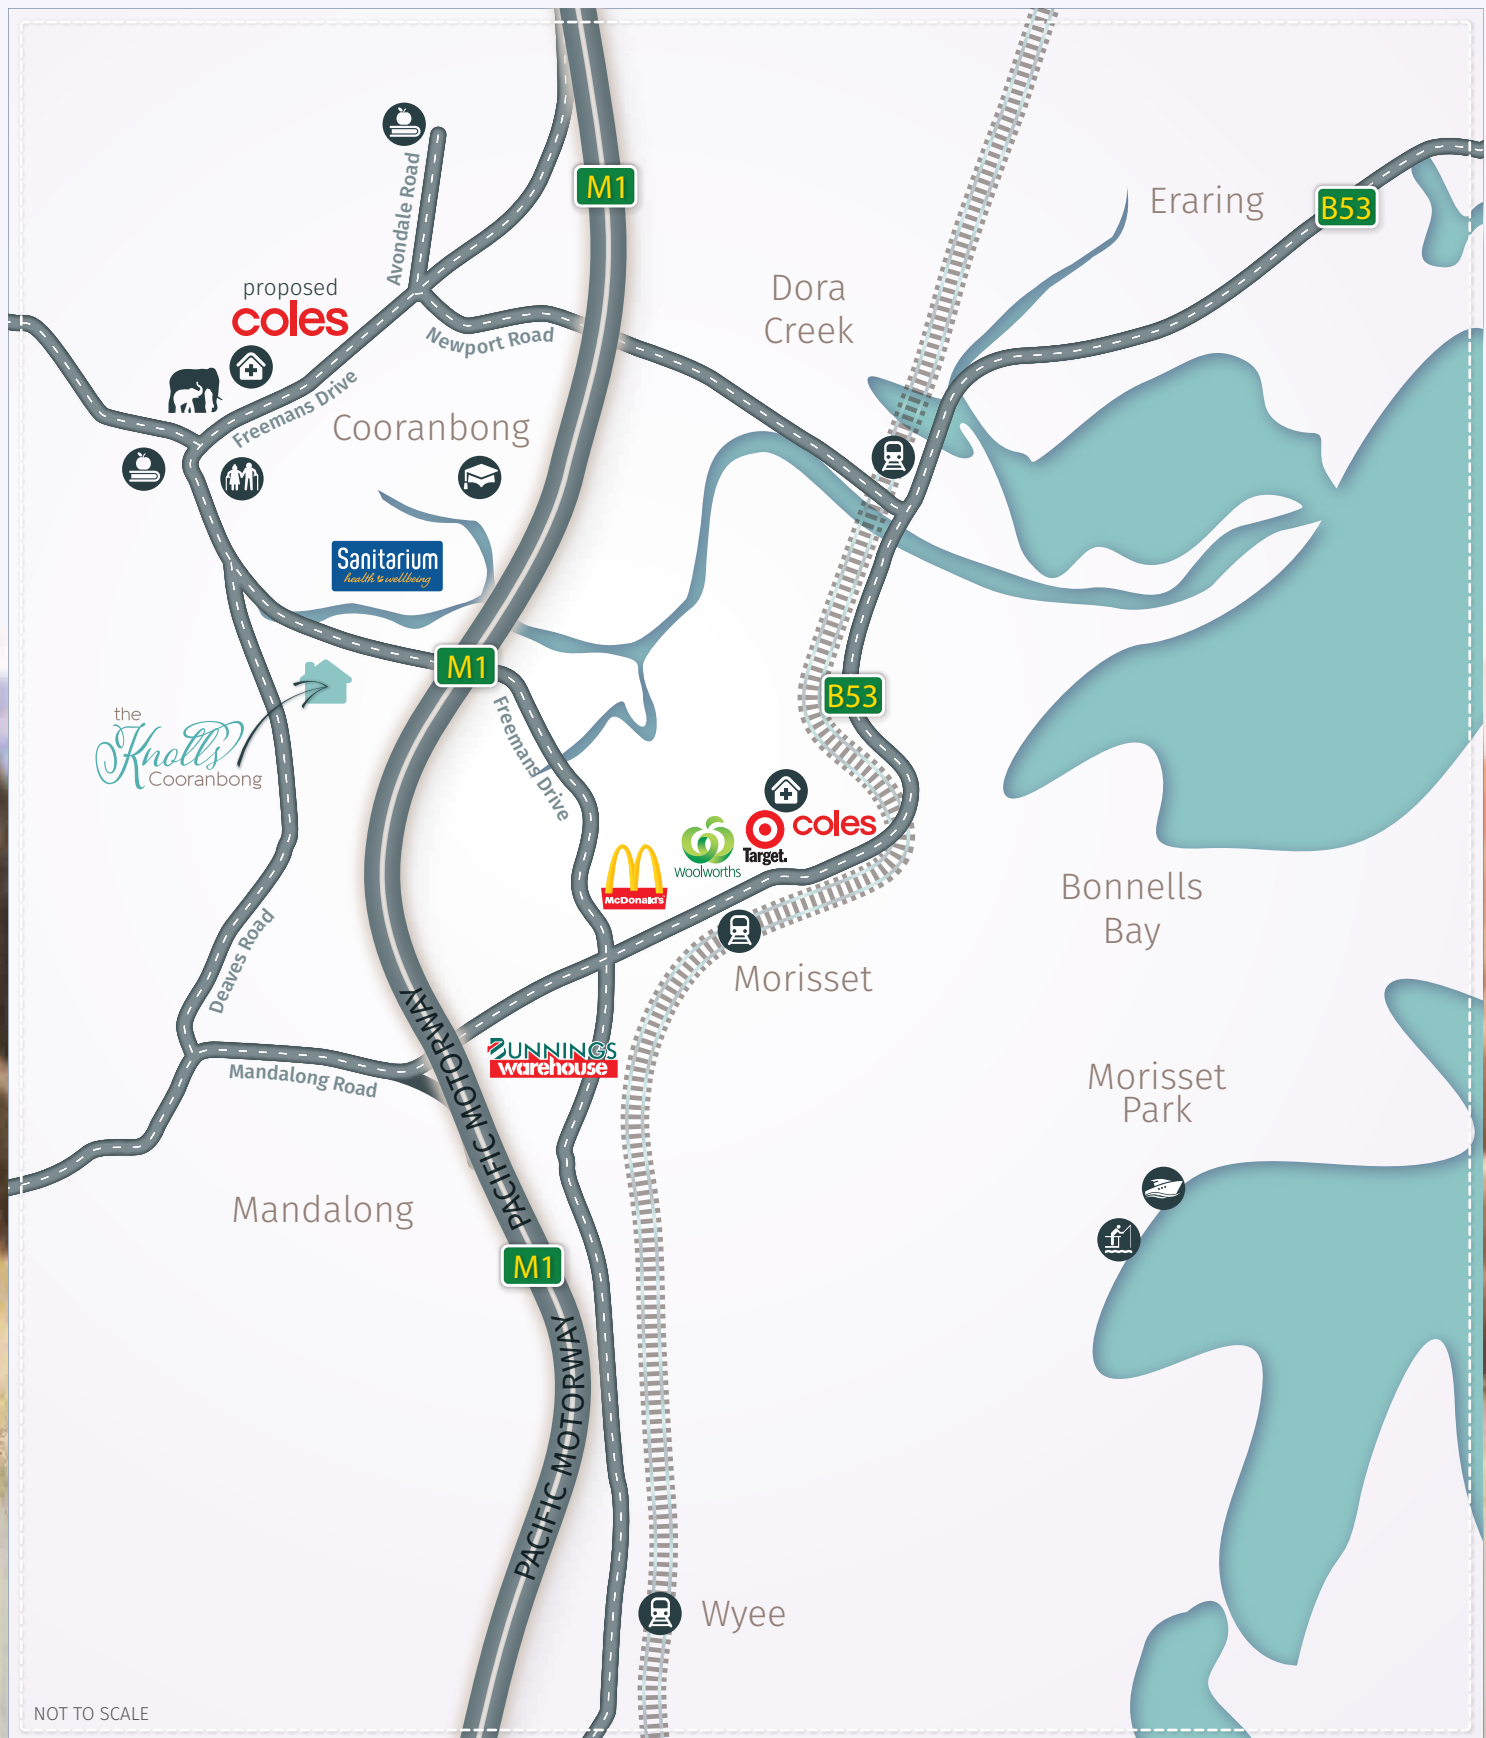 M1
Avondale Road
Eraring
B53
proposed
coles
Dora
Creek
Newport Road
Freemans Drive
Cooranbong
Sanitarium
health & wellbeing
M1
B53
the
Knolls
Cooranbong
Freemans Drive
coles
Target.
Woolworths
McDonald's
Bonnells
Bay
Deaves Road
Morisset
PACIFIC MOTORWAY
BUNNINGS
warehouse
Mandalong Road
Morisset
Park
Mandalong
M1
PACIFIC MOTORWAY
Wyee
NOT TO SCALE